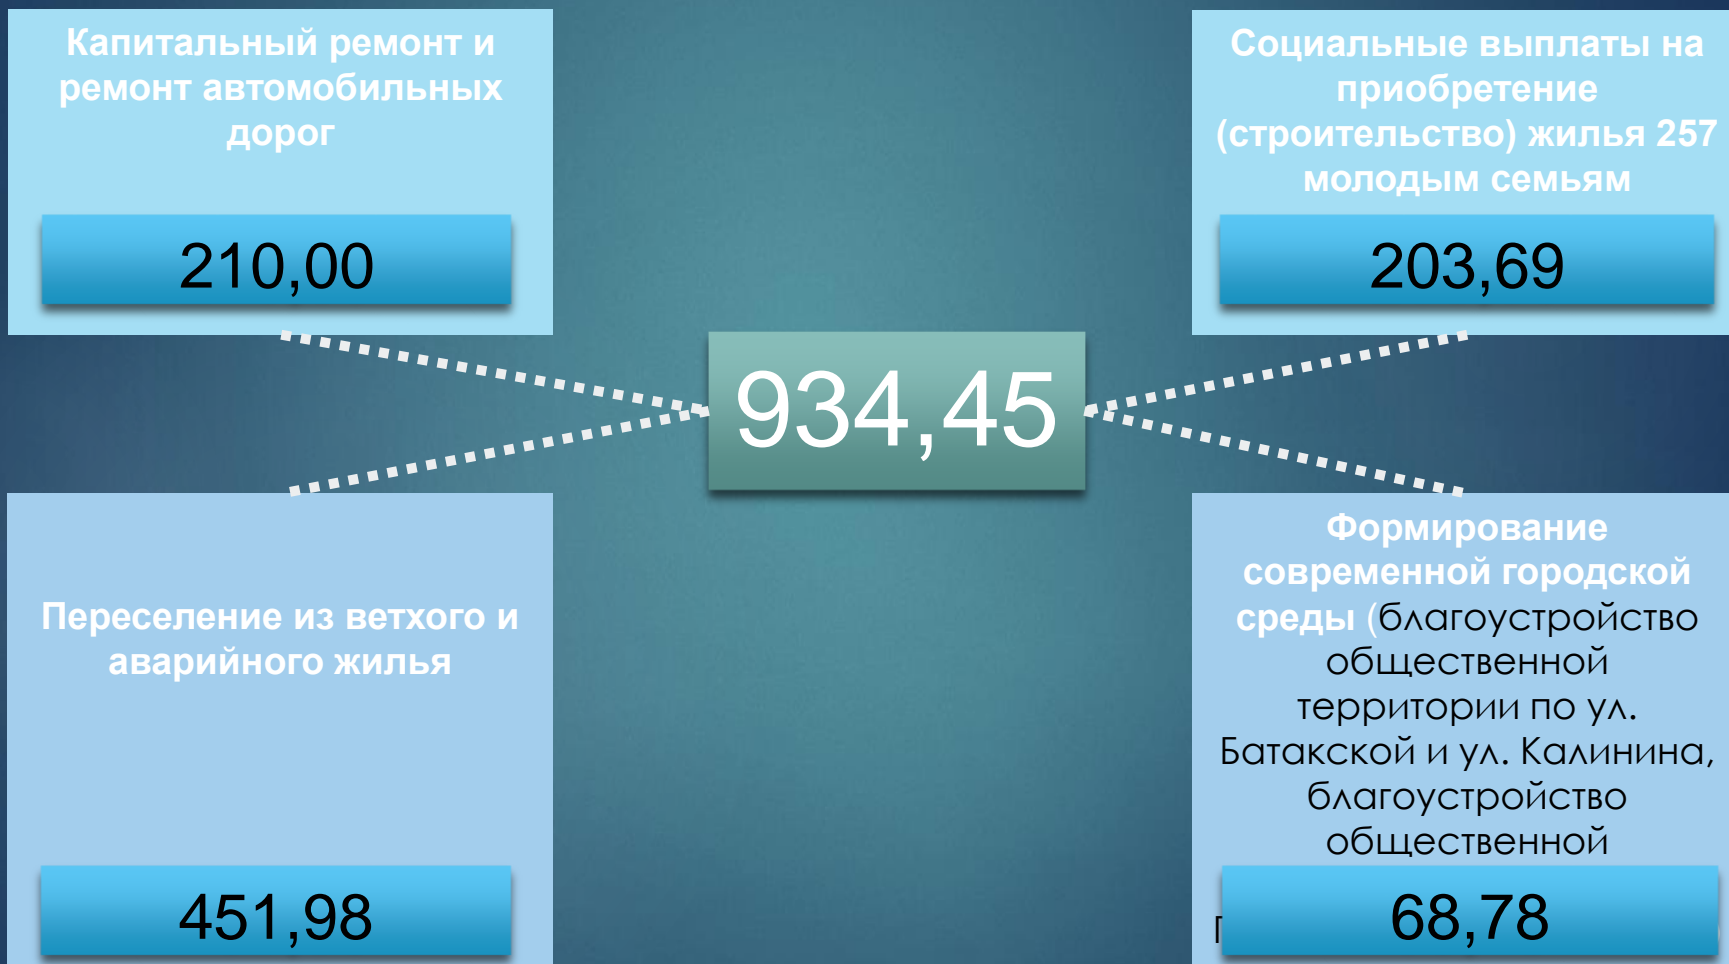 Капитальный ремонт и
ремонт автомобильных
дорог
210,00
Социальные выплаты на
приобретение
(строительство) жилья 257
молодым семьям
203,69
934,45
Переселение из ветхого и
аварийного жилья
451,98
Формирование
современной городской
среды (благоустройство
общественной
территории по ул.
Батакской и ул. Калинина,
благоустройство
общественной
68,78